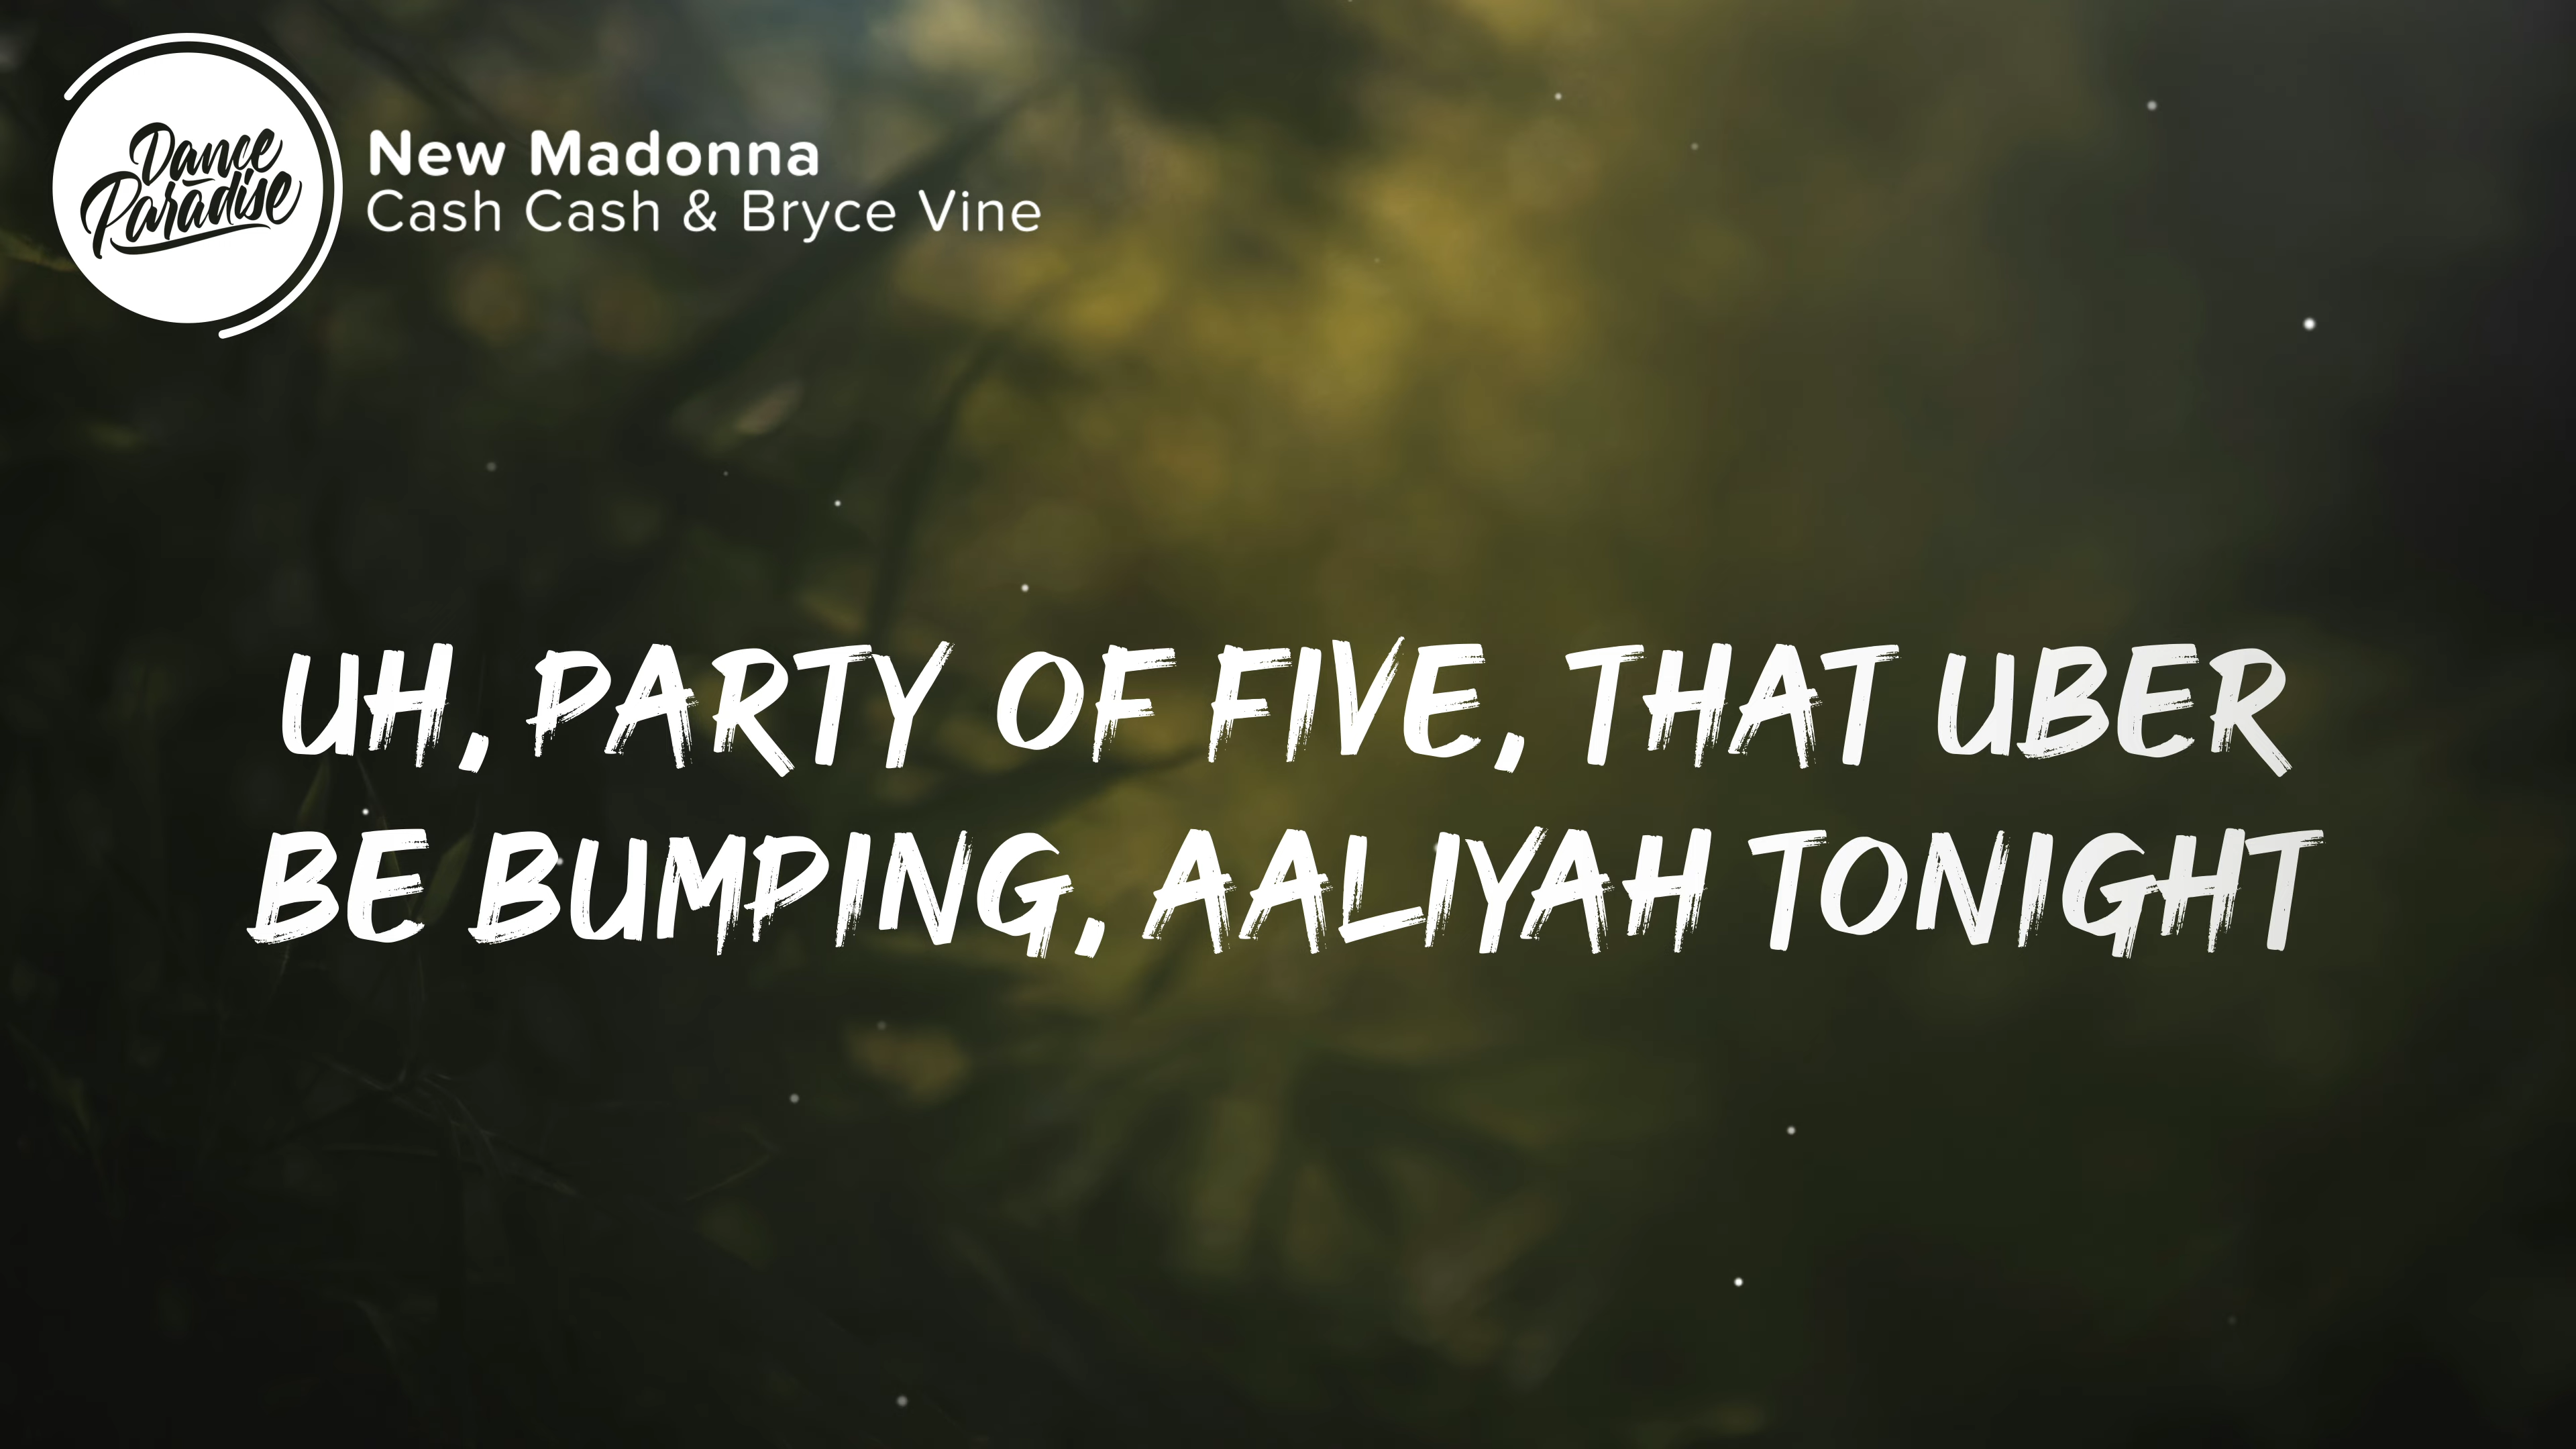 Dance
Paradise
New Madonna
Cash Cash & Bryce Vine
UH, PARTY OF FIVE, THAT UBER
BE BUMPING, AALIYAH TONIGHT